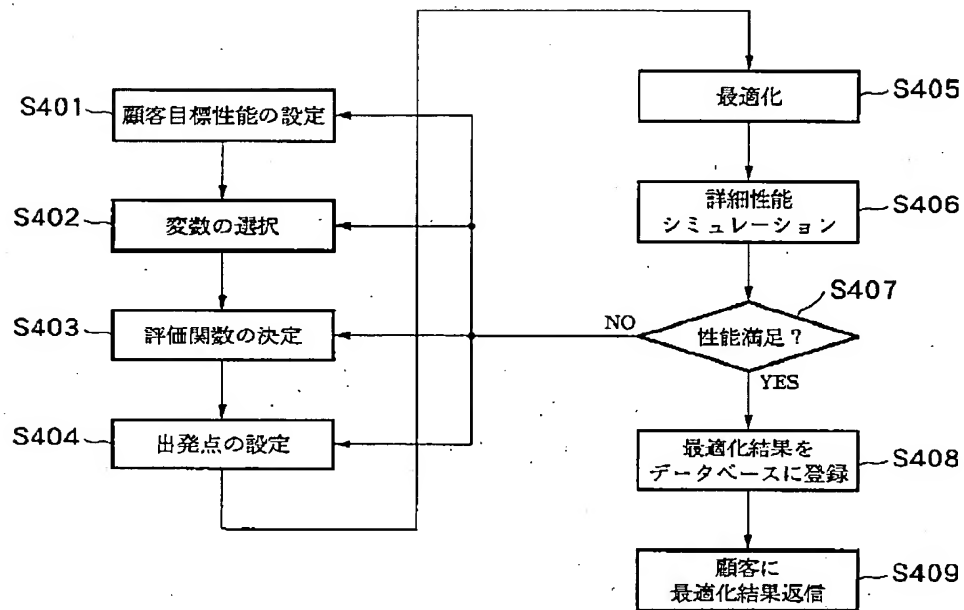 S401
顧客目標性能の設定
S402
変数の選択
S403
評価関数の決定
S404
出発点の設定
最適化
S405
詳細性能
シミュレーション
S406
S407
NO
性能満足?
YES
最適化結果を
データベースに登録
S408
顧客に
最適化結果返信
S409